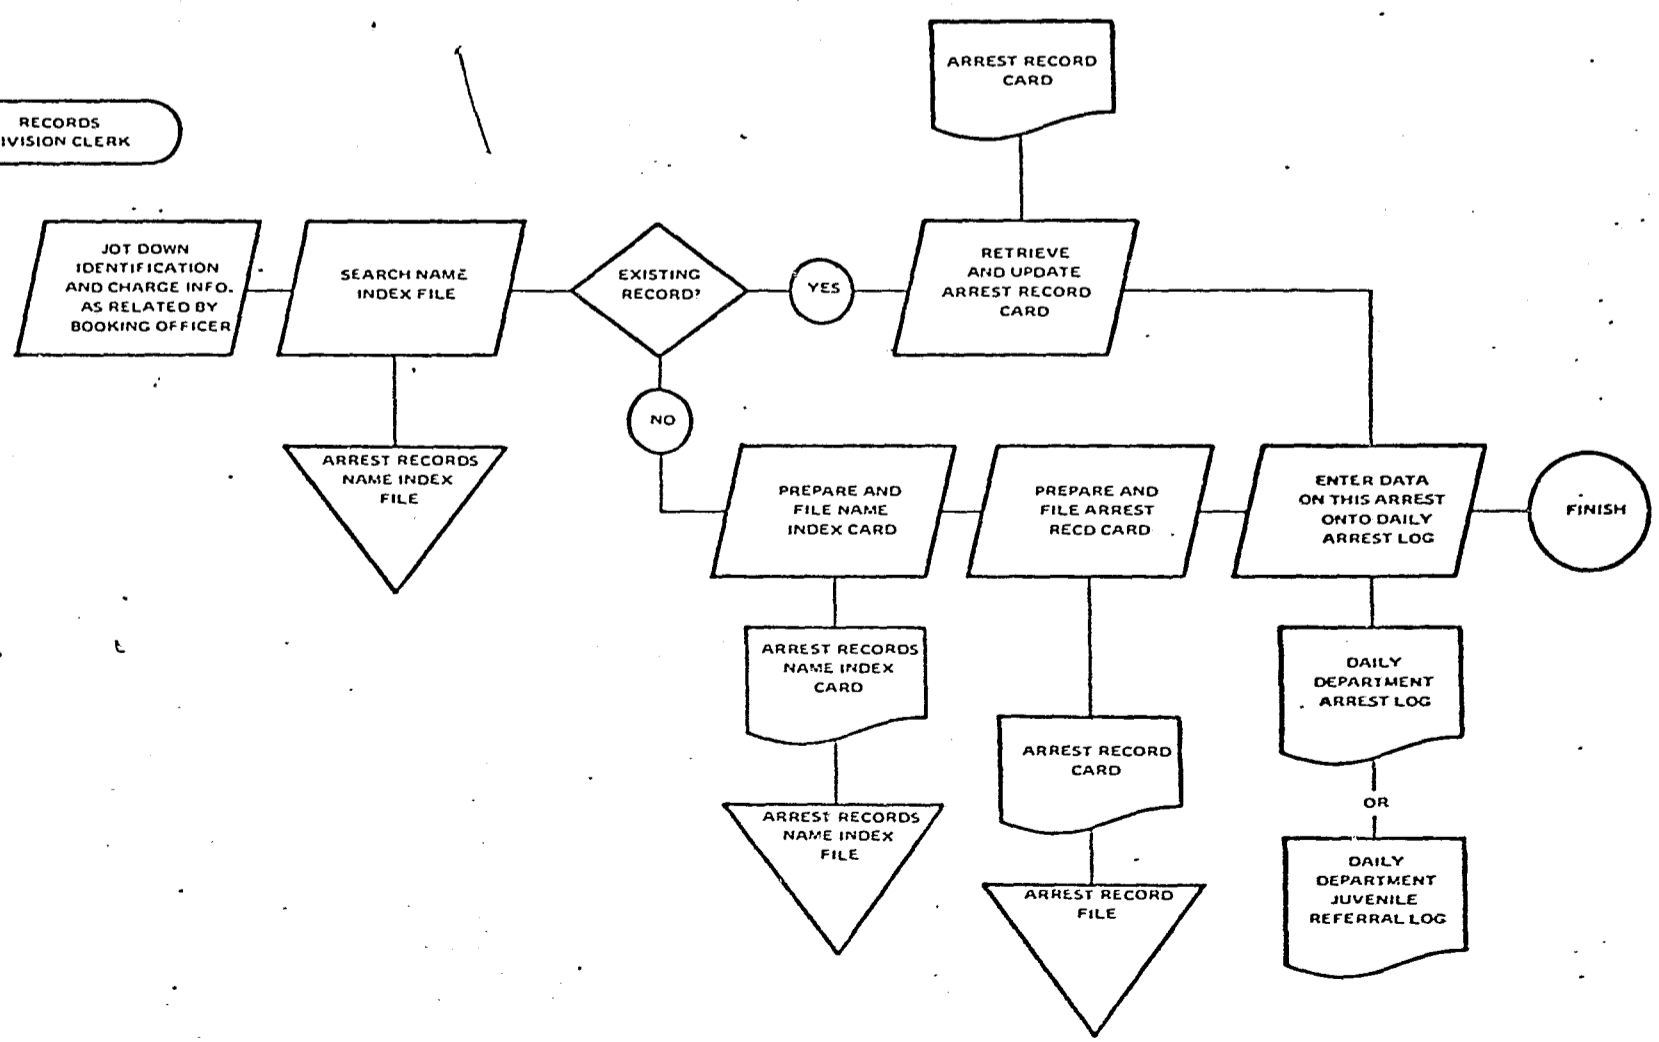 ARREST RECORD
CARD
RECORDS
IVISION CLERK
JOT DOWN
IDENTIFICATION
AND CHARGE INFO.
AS RELATED BY
BOOKING OFFICER
SEARCH NAME
INDEX FILE
EXISTING
RECORD?
YES
RETRIEVE
AND UPDATE
ARREST RECORD
CARD
NO
ARREST RECORDS
NAME INDEX
FILE
PREPARE AND
FILE NAME
INDEX CARD
PREPARE AND
FILE ARREST
RECD CARD
ENTER DATA
ON THIS ARREST
ONTO DAILY
ARREST LOG
FINISH
ARREST RECORDS
NAME INDEX
CARD
ARREST RECORD
CARD
DAILY
DEPARTMENT
ARREST LOG
OR
ARREST RECORDS
NAME INDEX
FILE
ARREST RECORD
FILE
DAILY
DEPARTMENT
JUVENILE
REFERRAL LOG